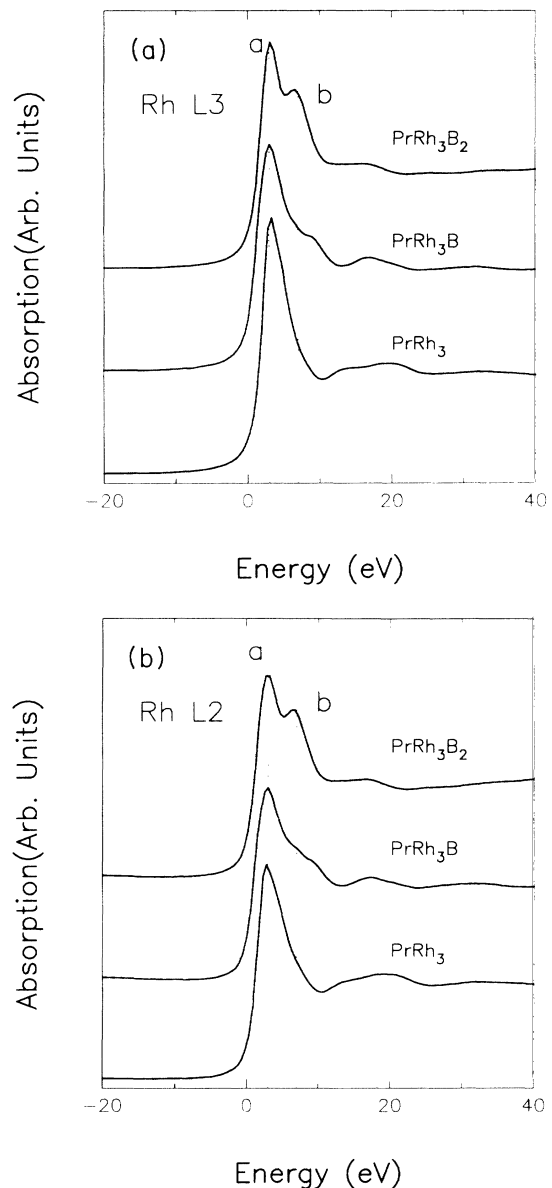 (a)
a
Rh L3
b
PrRh₃B₂
PrRh₃B
PrRh₃
Absorption(Arb. Units)
−20 0 20 40
Energy (eV)
(b)
a
Rh L2
b
PrRh₃B₂
PrRh₃B
PrRh₃
Absorption(Arb. Units)
−20 0 20 40
Energy (eV)